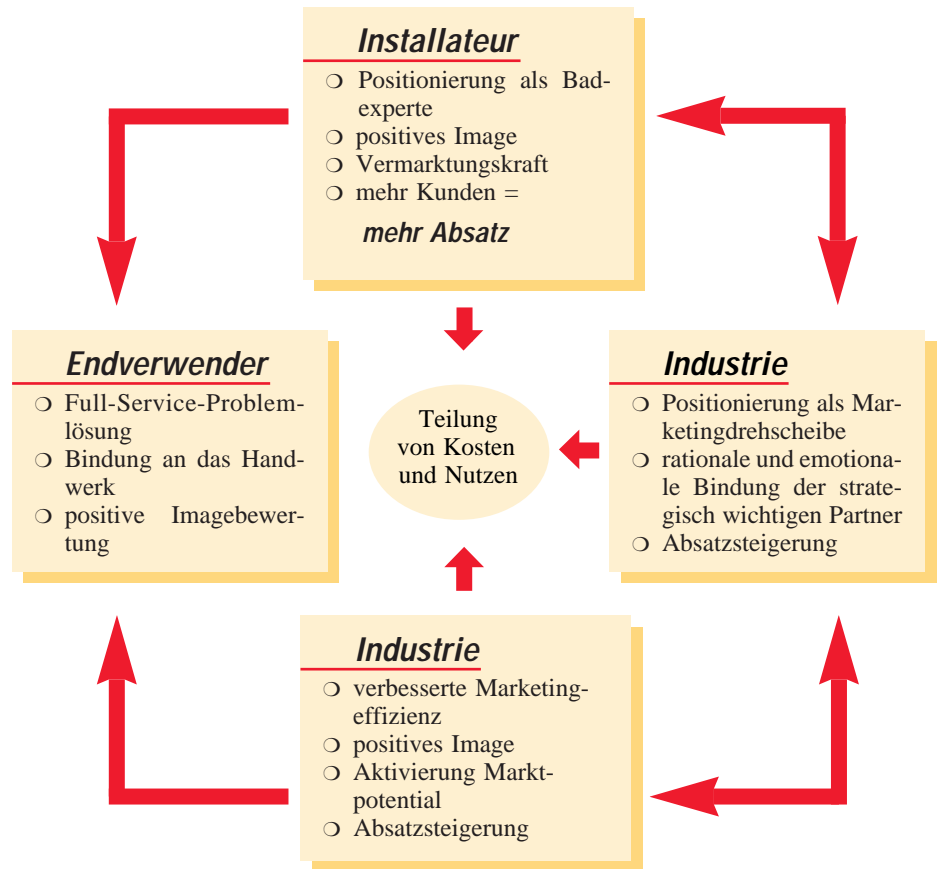 Installateur
❍ Positionierung als Bad-
experte
❍ positives Image
❍ Vermarktungskraft
❍ mehr Kunden =
mehr Absatz
Endverwender
❍ Full-Service-Problem-
lösung
❍ Bindung an das Hand-
werk
❍ positive Imagebewer-
tung
Teilung
von Kosten
und Nutzen
Industrie
❍ Positionierung als Mar-
ketingdrehscheibe
❍ rationale und emotiona-
le Bindung der strate-
gisch wichtigen Partner
❍ Absatzsteigerung
Industrie
❍ verbesserte Marketing-
effizienz
❍ positives Image
❍ Aktivierung Markt-
potential
❍ Absatzsteigerung